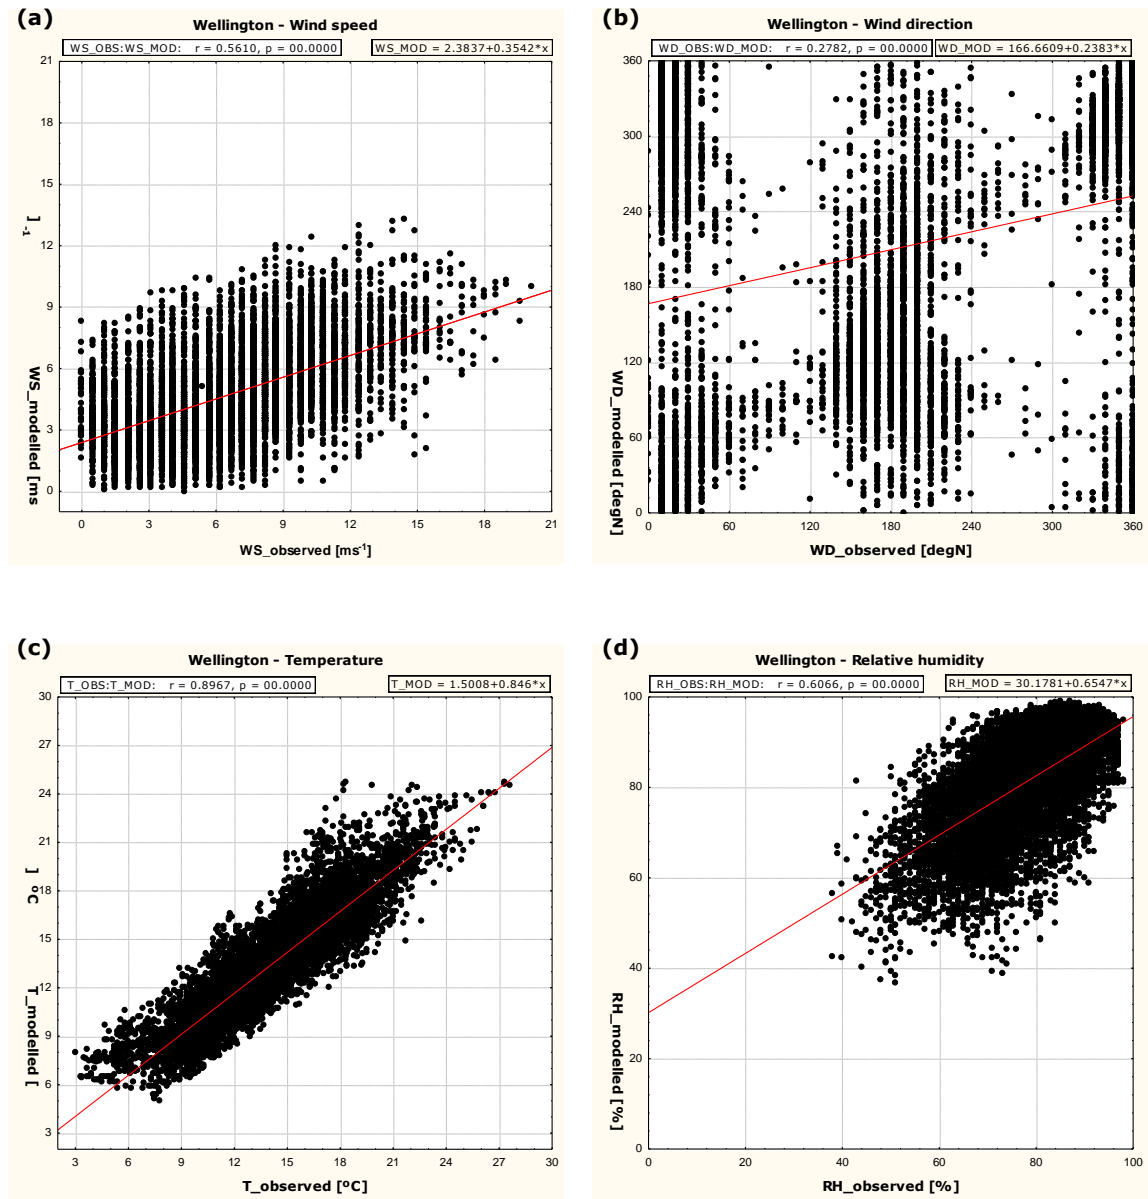 (a)
Wellington - Wind speed
WS_OBS:WS_MOD: r = 0.5610, p = 00.0000
WS_MOD = 2.3837+0.3542*x
21
18
15
12
9
6
3
0
WS_modelled [ms
-1
]
0 3 6 9 12 15 18 21
WS_observed [ms-1]
(b)
Wellington - Wind direction
WD_OBS:WD_MOD: r = 0.2782, p = 00.0000
WD_MOD = 166.6609+0.2383*x
360
300
240
180
120
60
0
WD_modelled [degN]
0 60 120 180 240 300 360
WD_observed [degN]
(c)
Wellington - Temperature
T_OBS:T_MOD: r = 0.8967, p = 00.0000
T_MOD = 1.5008+0.846*x
30
27
24
21
18
15
12
9
6
3
T_modelled [
oC
]
3 6 9 12 15 18 21 24 27 30
T_observed [oC]
(d)
Wellington - Relative humidity
RH_OBS:RH_MOD: r = 0.6066, p = 00.0000
RH_MOD = 30.1781+0.6547*x
100
80
60
40
20
0
RH_modelled [%]
0 20 40 60 80 100
RH_observed [%]